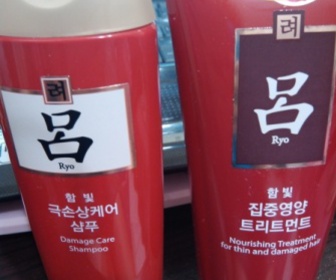 려
呂
Ryo
함 빛
극손상케어
샴푸
Damage Care
Shampoo
려
呂
Ryo
함 빛
집중영양
트리트먼트
Nourishing Treatment
for thin and damaged hair